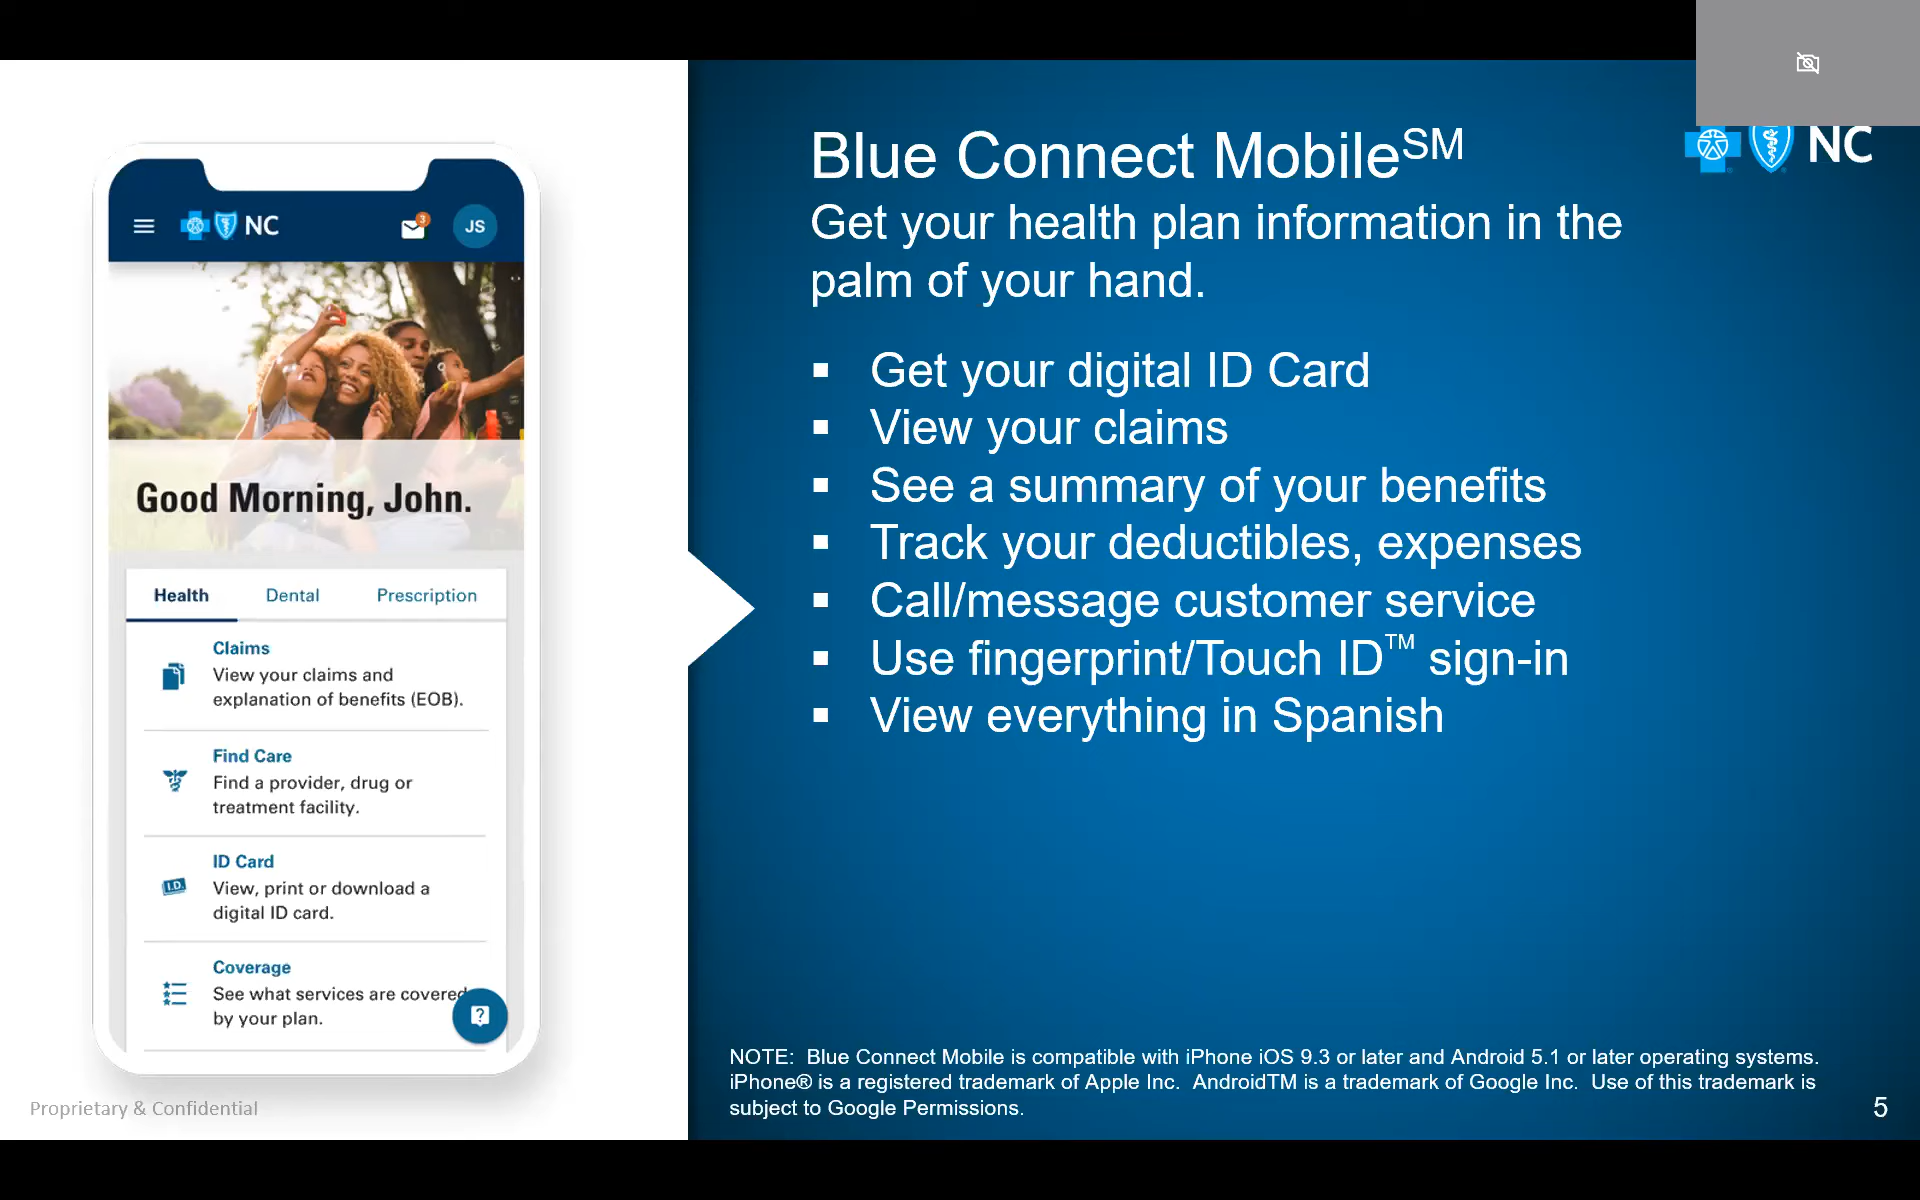 NC
3
JS
Good Morning, John.
Health Dental Prescription
Claims
View your claims and
explanation of benefits (EOB).
Find Care
Find a provider, drug or
treatment facility.
I.D.
ID Card
View, print or download a
digital ID card.
Coverage
See what services are covered
by your plan.
?
Proprietary & Confidential
NC
Blue Connect Mobile℠
Get your health plan information in the
palm of your hand.
▪ Get your digital ID Card
▪ View your claims
▪ See a summary of your benefits
▪ Track your deductibles, expenses
▪ Call/message customer service
▪ Use fingerprint/Touch ID™ sign-in
▪ View everything in Spanish
NOTE:  Blue Connect Mobile is compatible with iPhone iOS 9.3 or later and Android 5.1 or later operating systems.
iPhone® is a registered trademark of Apple Inc.  AndroidTM is a trademark of Google Inc.  Use of this trademark is
subject to Google Permissions.
5